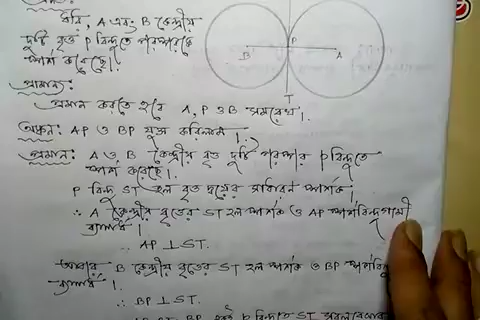 ধরি, A এবং B কেন্দ্রীয়
দুটি বৃত্ত P বিন্দুতে পরস্পরকে
স্পর্শ করেছে।
P
B A
T
প্রামান্য:
প্রমান করতে হবে A, P ও B সমরেখ।
অঙ্কন: AP ও BP যুক্ত করিলাম।
প্রমান: A ও B কেন্দ্রীয় বৃত্ত দুটি পরস্পর P বিন্দুতে
স্পর্শ করেছে।
P বিন্দু ST হল বৃত্ত দ্বয়ের সাধারণ স্পর্শক।
∴ A কেন্দ্রীয় বৃত্তের ST হল স্পর্শক ও AP স্পর্শবিন্দুগামী
ব্যাসার্ধ।
∴ AP ⊥ ST.
আবার B কেন্দ্রীয় বৃত্তের ST হল স্পর্শক ও BP
ব্যাসার্ধ।
∴ BP ⊥ ST.